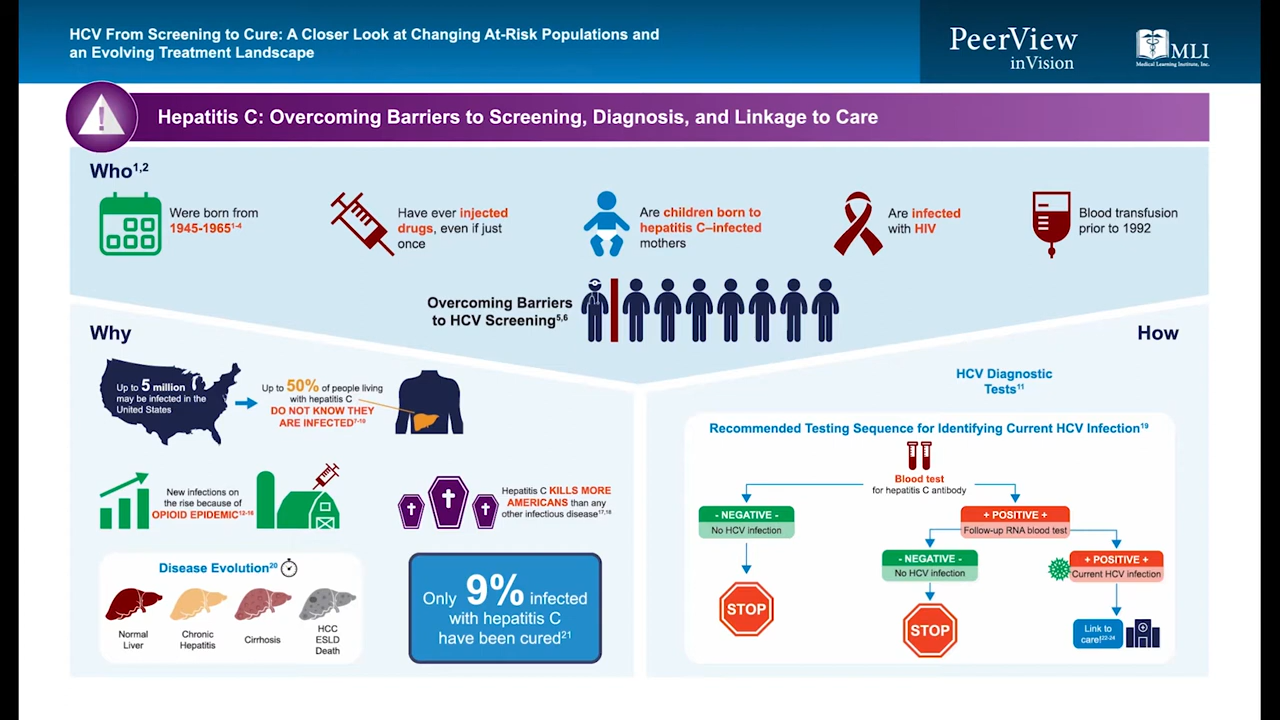 HCV From Screening to Cure: A Closer Look at Changing At-Risk Populations and
an Evolving Treatment Landscape
PeerView
inVision
MLI
Medical Learning Institute, Inc.
!
Hepatitis C: Overcoming Barriers to Screening, Diagnosis, and Linkage to Care
Who1,2
Were born from
1945-19651-4
Have ever injected
drugs, even if just
once
Are children born to
hepatitis C–infected
mothers
Are infected
with HIV
Blood transfusion
prior to 1992
Overcoming Barriers
to HCV Screening5,6
Why
Up to 5 million
may be infected in the
United States
Up to 50% of people living
with hepatitis C
DO NOT KNOW THEY
ARE INFECTED7-10
New infections on
the rise because of
OPIOID EPIDEMIC12-16
Hepatitis C KILLS MORE
AMERICANS than any
other infectious disease17,18
Disease Evolution20
Normal
Liver
Chronic
Hepatitis
Cirrhosis
HCC
ESLD
Death
Only 9% infected
with hepatitis C
have been cured21
How
HCV Diagnostic
Tests11
Recommended Testing Sequence for Identifying Current HCV Infection19
Blood test
for hepatitis C antibody
- NEGATIVE -
No HCV infection
STOP
+ POSITIVE +
Follow-up RNA blood test
- NEGATIVE -
No HCV infection
STOP
+ POSITIVE +
Current HCV infection
Link to
care!22-24